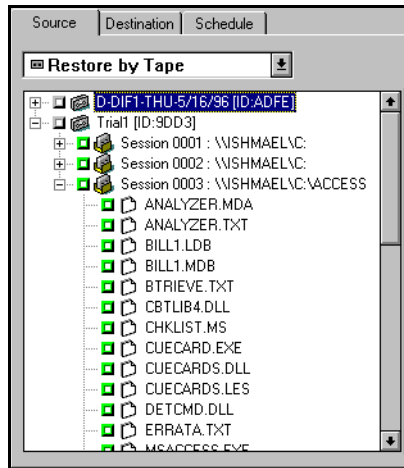 Source Destination Schedule
Restore by Tape
D-DIF1-THU-5/16/96 [ID:ADFE]
Trial1 [ID:9DD3]
Session 0001 : \\ISHMAEL\C:
Session 0002 : \\ISHMAEL\C:
Session 0003 : \\ISHMAEL\C:\ACCESS
ANALYZER.MDA
ANALYZER.TXT
BILL1.LDB
BILL1.MDB
BTRIEVE.TXT
CBTLIB4.DLL
CHKLIST.MS
CUECARD.EXE
CUECARDS.DLL
CUECARDS.LES
DETCMD.DLL
ERRATA.TXT
MSACCESS.EXE